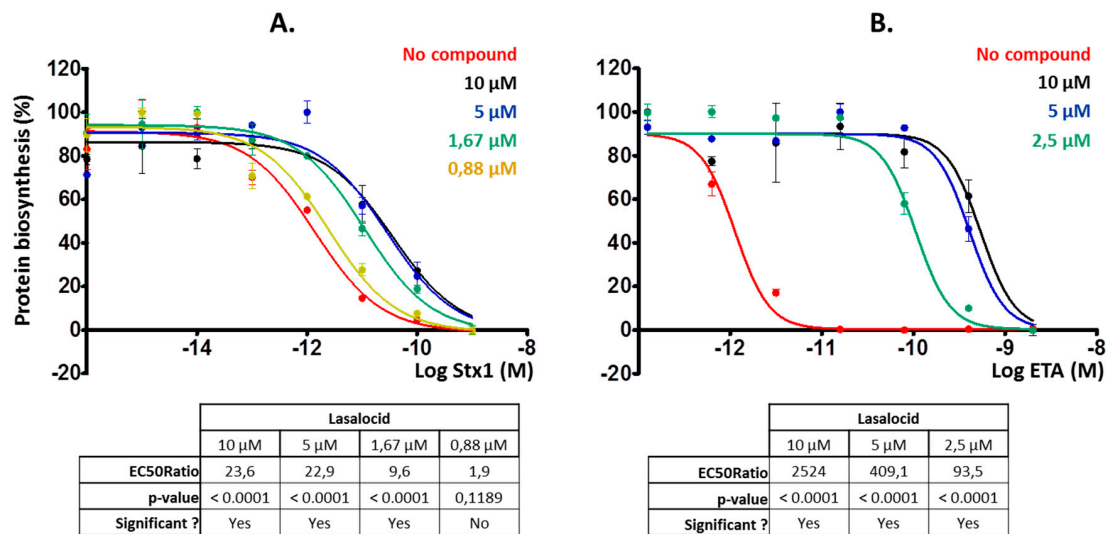 A.
No compound
10 µM
5 µM
1,67 µM
0,88 µM
Protein biosynthesis (%)
120
100
80
60
40
20
0
-20
-14
-12
-10
-8
Log Stx1 (M)
Lasalocid
10 µM 5 µM 1,67 µM 0,88 µM
EC50Ratio 23,6 22,9 9,6 1,9
p-value < 0.0001 < 0.0001 < 0.0001 0,1189
Significant ? Yes Yes Yes No
B.
No compound
10 µM
5 µM
2,5 µM
120
100
80
60
40
20
0
-20
-12
-11
-10
-9
-8
Log ETA (M)
Lasalocid
10 µM 5 µM 2,5 µM
EC50Ratio 2524 409,1 93,5
p-value < 0.0001 < 0.0001 < 0.0001
Significant ? Yes Yes Yes